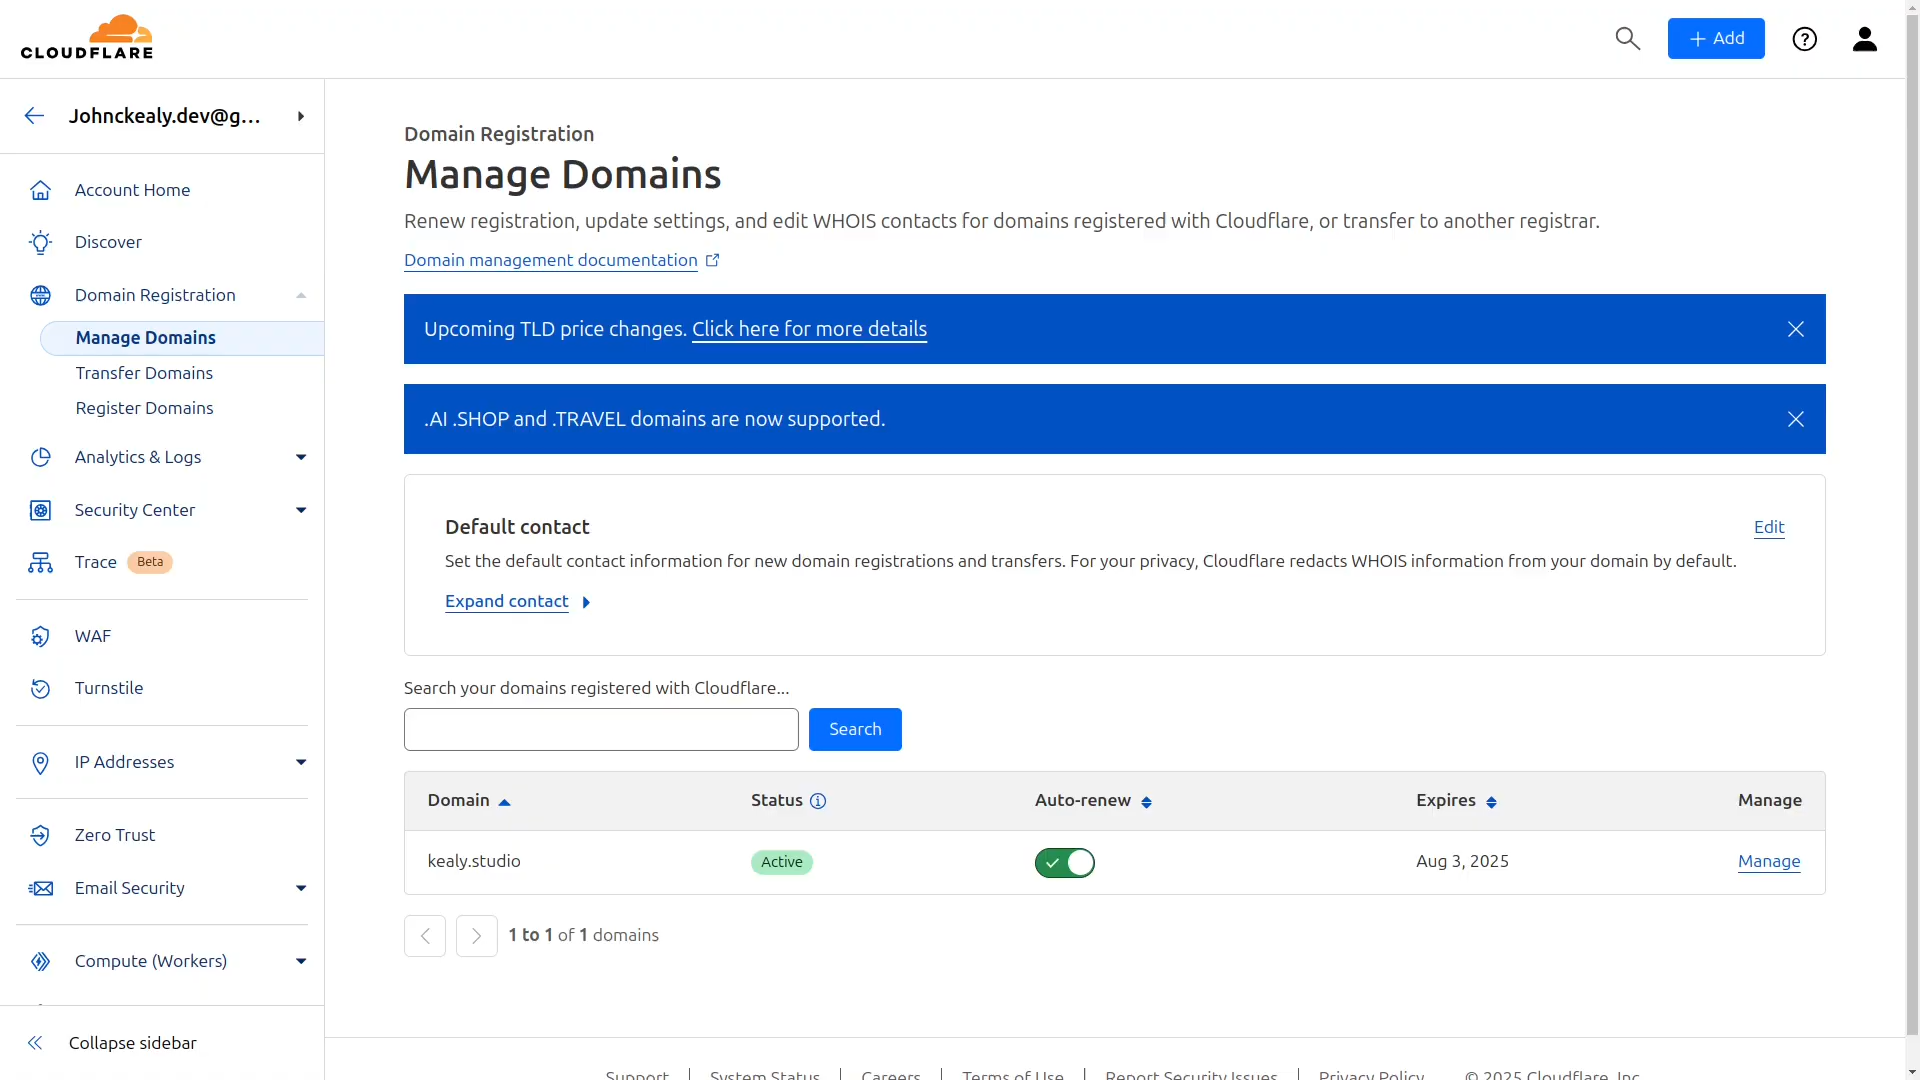 CLOUDFLARE
Add
Johnckealy.dev@g...
Account Home
Discover
Domain Registration
Manage Domains
Transfer Domains
Register Domains
Analytics & Logs
Security Center
Trace Beta
WAF
Turnstile
IP Addresses
Zero Trust
Email Security
Compute (Workers)
Collapse sidebar
Domain Registration
Manage Domains
Renew registration, update settings, and edit WHOIS contacts for domains registered with Cloudflare, or transfer to another registrar.
Domain management documentation
Upcoming TLD price changes. Click here for more details
.AI .SHOP and .TRAVEL domains are now supported.
Default contact Edit
Set the default contact information for new domain registrations and transfers. For your privacy, Cloudflare redacts WHOIS information from your domain by default.
Expand contact
Search your domains registered with Cloudflare...
Search
Domain Status Auto-renew Expires Manage
kealy.studio Active Aug 3, 2025 Manage
1 to 1 of 1 domains
Support System Status Careers Terms of Use Report Security Issues Privacy Policy © 2025 Cloudflare, Inc.